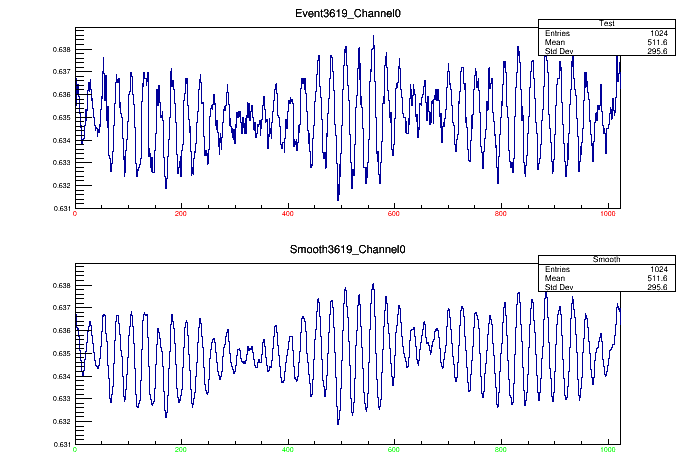 Event3619_Channel0
Test
Entries 1024
Mean 511.6
Std Dev 295.6
0.638
0.637
0.636
0.635
0.634
0.633
0.632
0.631
0 200 400 600 800 1000
Smooth3619_Channel0
Smooth
Entries 1024
Mean 511.6
Std Dev 295.6
0.638
0.637
0.636
0.635
0.634
0.633
0.632
0.631
0 200 400 600 800 1000